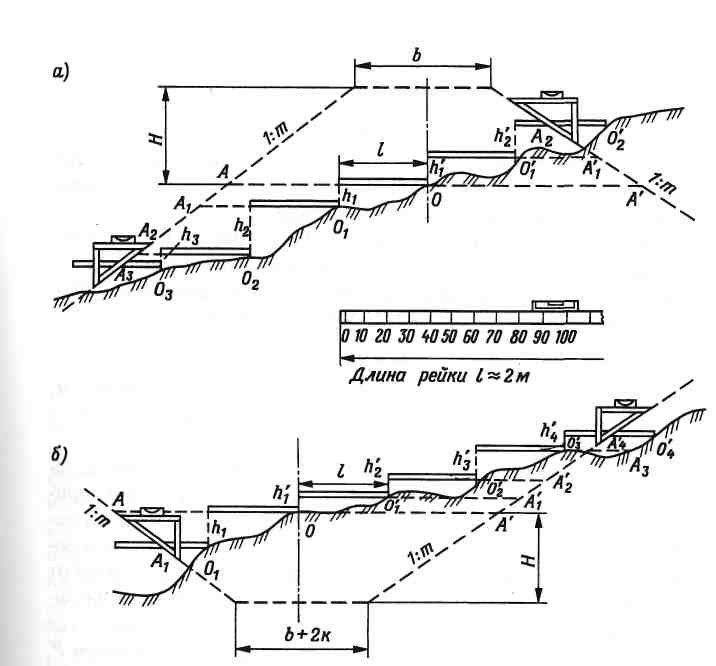 а)
b
H
1:m
l
A
A₁
A₂
h₃
h₂
h₁
h′₁
h′₂
A₂
O′₂
O′₁
A′₁
A′
1:m
O
O₁
O₂
O₃
A₃
0 10 20 30 40 50 60 70 80 90 100
Длина рейки l≈2м
б)
A
1:m
h₁
h′₁
l
h′₂
h′₃
h′₄
O′₃
A′₄
O′₄
A₃
A′₂
O′₂
A′₁
O′₁
A′
O
O₁
A₁
1:m
H
b+2к